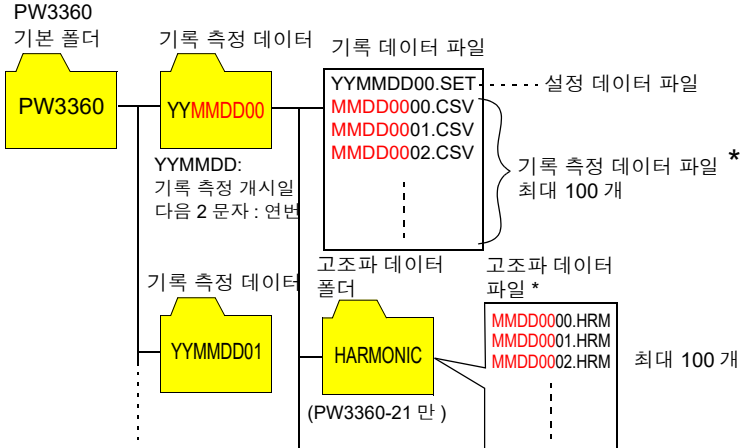 PW3360
기본 폴더
기록 측정 데이터
기록 데이터 파일
PW3360
YYMMDD00
YYMMDD00.SET
설정 데이터 파일
MMDD0000.CSV
MMDD0001.CSV
MMDD0002.CSV
기록 측정 데이터 파일 *
최대 100 개
YYMMDD:
기록 측정 개시일
다음 2 문자 : 연번
기록 측정 데이터
YYMMDD01
고조파 데이터
폴더
HARMONIC
(PW3360-21 만 )
고조파 데이터
파일 *
MMDD0000.HRM
MMDD0001.HRM
MMDD0002.HRM
최대 100 개